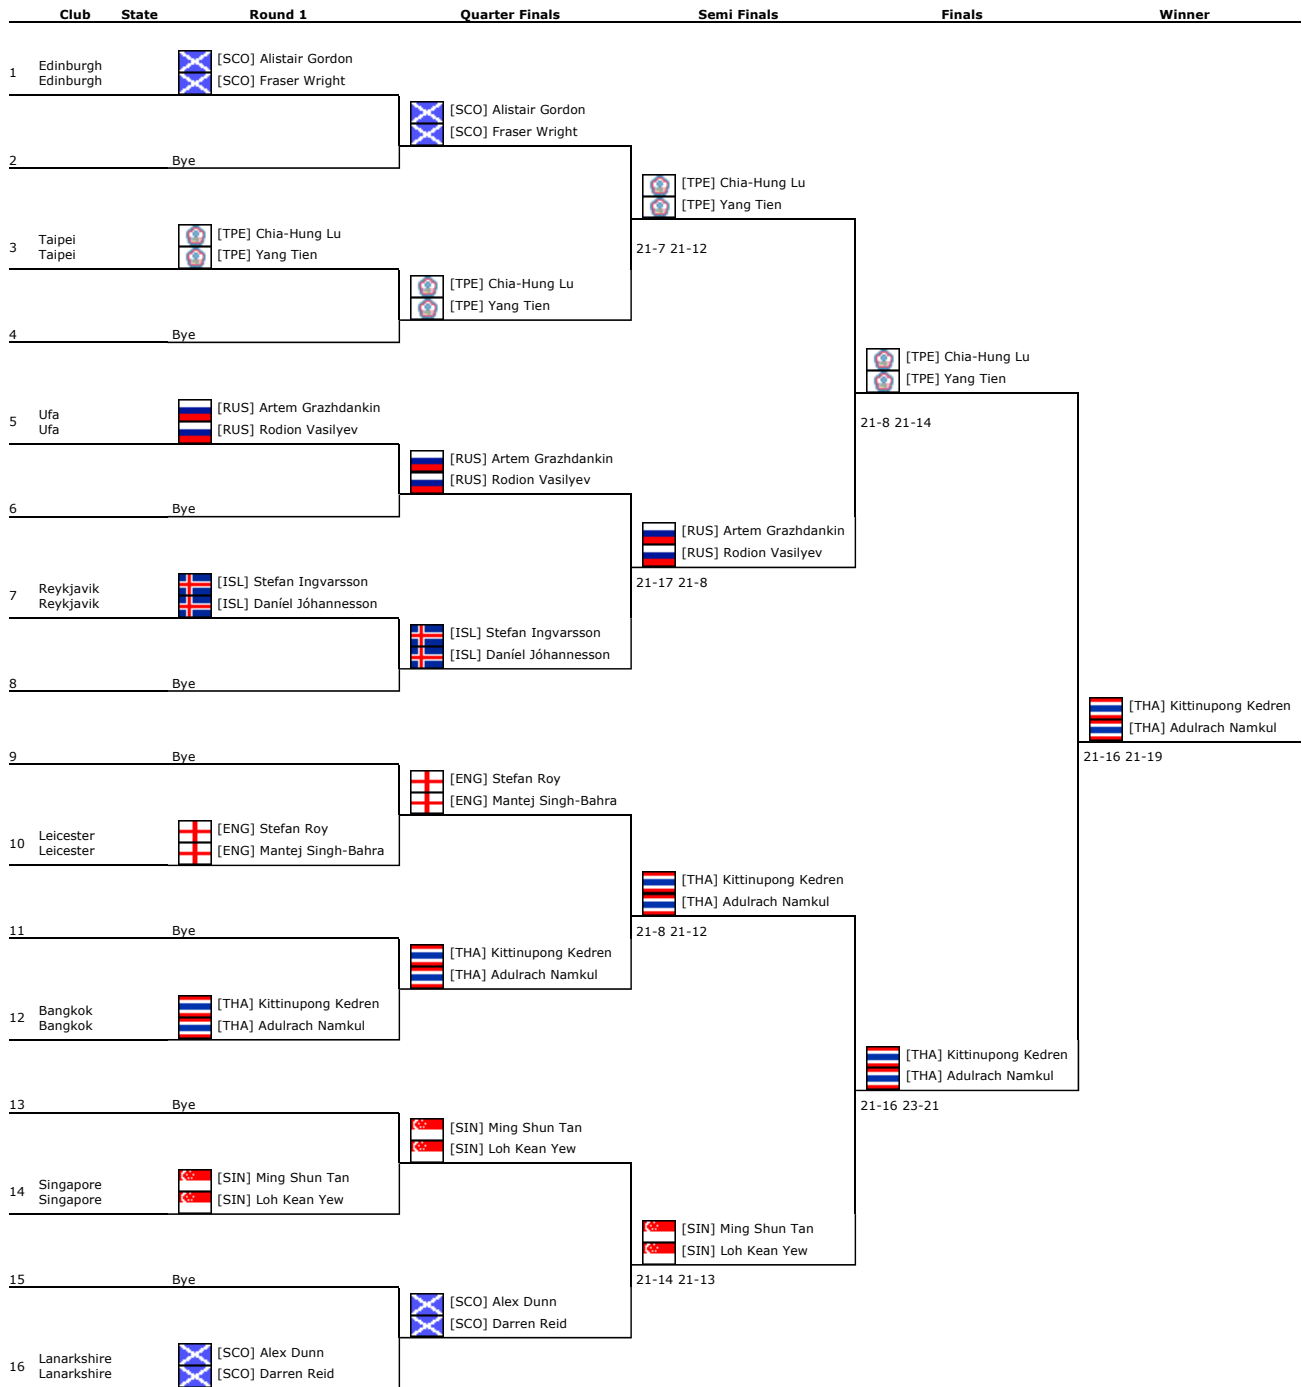 Club State Round 1 Quarter Finals Semi Finals Finals Winner
1 Edinburgh [SCO] Alistair Gordon
Edinburgh [SCO] Fraser Wright
[SCO] Alistair Gordon
[SCO] Fraser Wright
2 Bye
[TPE] Chia-Hung Lu
[TPE] Yang Tien
3 Taipei [TPE] Chia-Hung Lu
Taipei [TPE] Yang Tien
21-7 21-12
[TPE] Chia-Hung Lu
[TPE] Yang Tien
4 Bye
[TPE] Chia-Hung Lu
[TPE] Yang Tien
5 Ufa [RUS] Artem Grazhdankin
Ufa [RUS] Rodion Vasilyev
21-8 21-14
[RUS] Artem Grazhdankin
[RUS] Rodion Vasilyev
6 Bye
[RUS] Artem Grazhdankin
[RUS] Rodion Vasilyev
7 Reykjavik [ISL] Stefan Ingvarsson
Reykjavik [ISL] Daníel Jóhannesson
21-17 21-8
[ISL] Stefan Ingvarsson
[ISL] Daníel Jóhannesson
8 Bye
[THA] Kittinupong Kedren
[THA] Adulrach Namkul
9 Bye
21-16 21-19
[ENG] Stefan Roy
[ENG] Mantej Singh-Bahra
10 Leicester [ENG] Stefan Roy
Leicester [ENG] Mantej Singh-Bahra
[THA] Kittinupong Kedren
[THA] Adulrach Namkul
11 Bye
21-8 21-12
[THA] Kittinupong Kedren
[THA] Adulrach Namkul
12 Bangkok [THA] Kittinupong Kedren
Bangkok [THA] Adulrach Namkul
[THA] Kittinupong Kedren
[THA] Adulrach Namkul
13 Bye
21-16 23-21
[SIN] Ming Shun Tan
[SIN] Loh Kean Yew
14 Singapore [SIN] Ming Shun Tan
Singapore [SIN] Loh Kean Yew
[SIN] Ming Shun Tan
[SIN] Loh Kean Yew
15 Bye
21-14 21-13
[SCO] Alex Dunn
[SCO] Darren Reid
16 Lanarkshire [SCO] Alex Dunn
Lanarkshire [SCO] Darren Reid